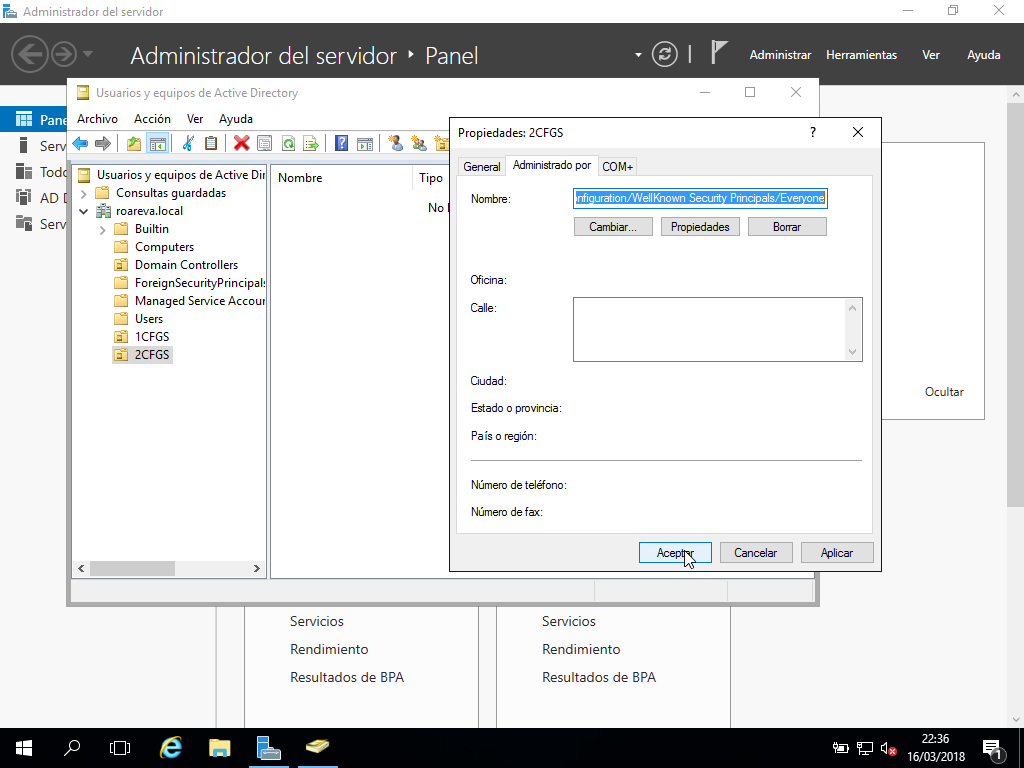 Administrador del servidor
Administrador del servidor
Panel
Administrar
Herramientas
Ver
Ayuda
Usuarios y equipos de Active Directory
Archivo
Acción
Ver
Ayuda
Usuarios y equipos de Active Dir
Consultas guardadas
roareva.local
Builtin
Computers
Domain Controllers
ForeignSecurityPrincipals
Managed Service Accour
Users
1CFGS
2CFGS
Nombre
Tipo
No
Propiedades: 2CFGS
?
General
Administrado por
COM+
Nombre:
onfiguration/WellKnown Security Principals/Everyone
Cambiar...
Propiedades
Borrar
Oficina:
Calle:
Ciudad:
Estado o provincia:
País o región:
Número de teléfono:
Número de fax:
Aceptar
Cancelar
Aplicar
Pane
Serv
Todo
AD D
Serv
Ocultar
Servicios
Rendimiento
Resultados de BPA
Servicios
Rendimiento
Resultados de BPA
22:36
16/03/2018
1